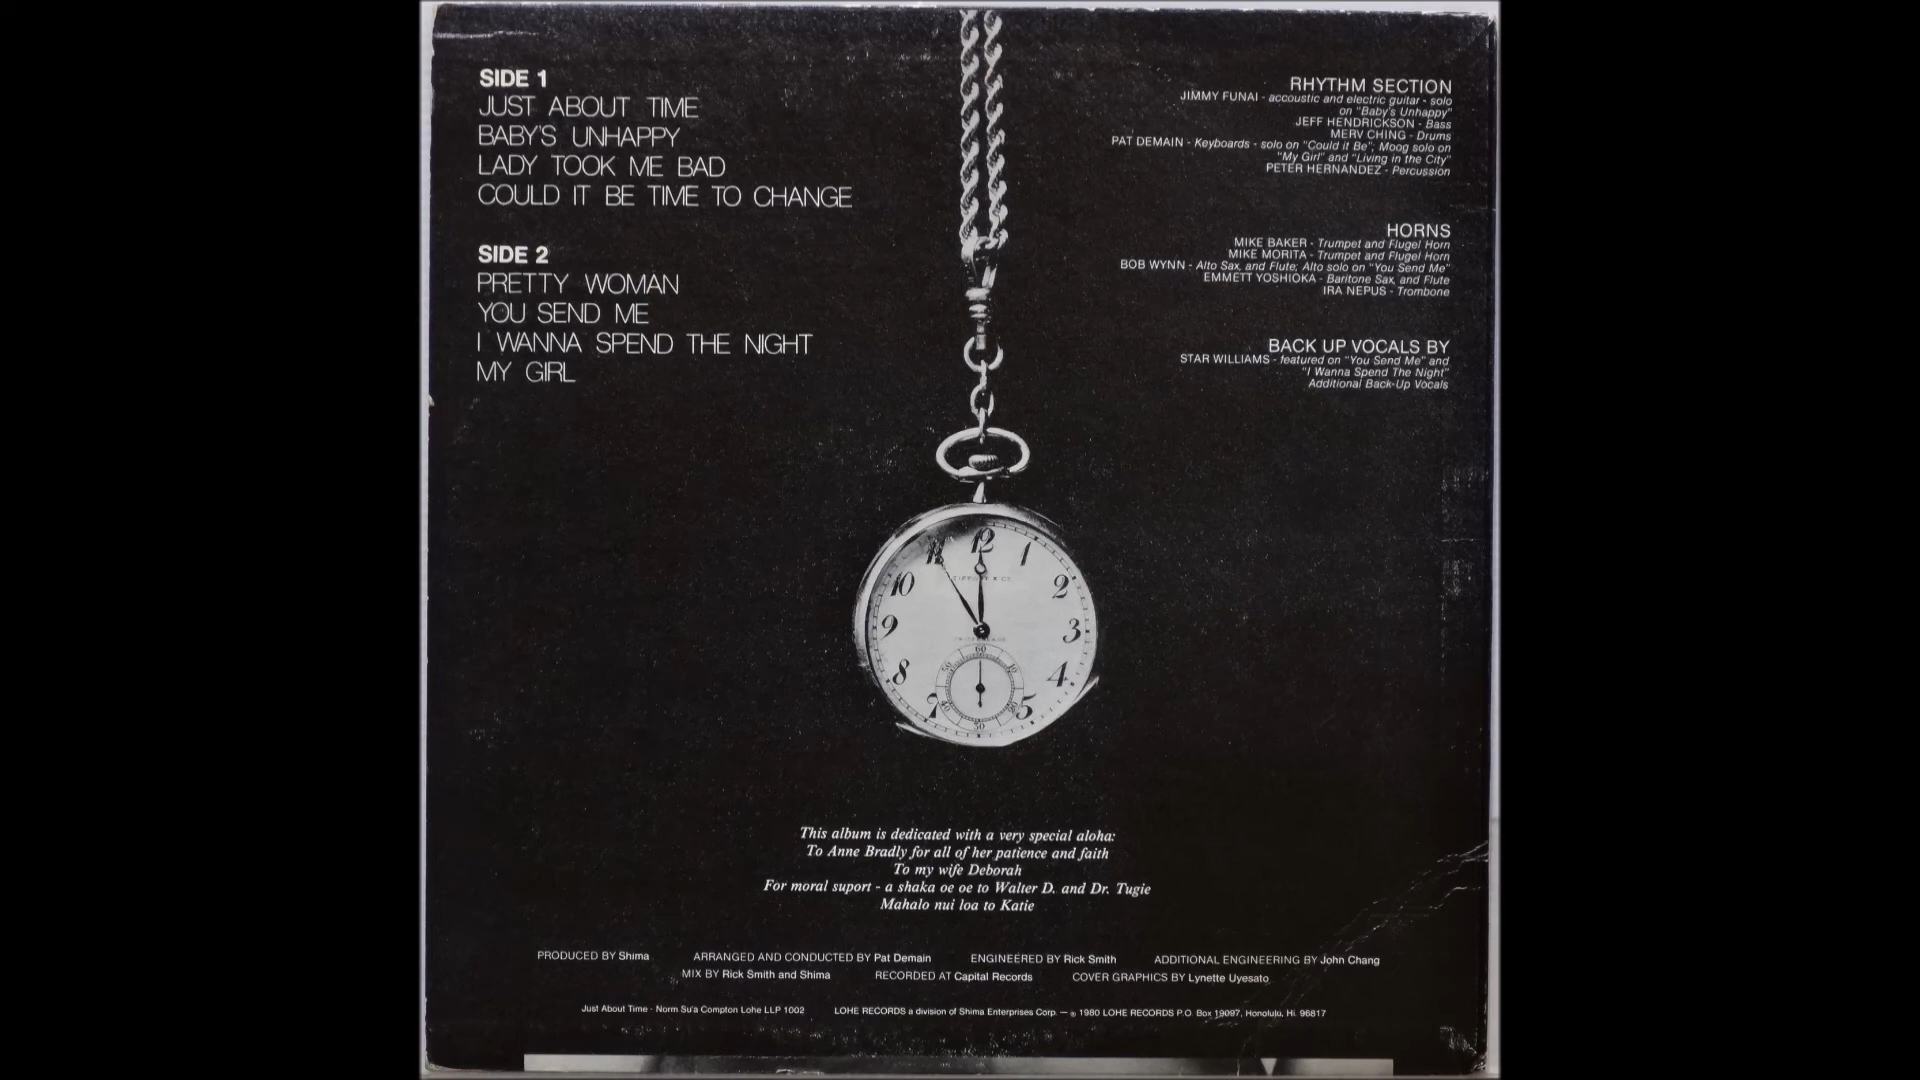 SIDE 1
JUST ABOUT TIME
BABY'S UNHAPPY
LADY TOOK ME BAD
COULD IT BE TIME TO CHANGE
SIDE 2
PRETTY WOMAN
YOU SEND ME
I WANNA SPEND THE NIGHT
MY GIRL
RHYTHM SECTION
JIMMY FUNAI - accoustic and electric guitar - solo
on "Baby's Unhappy"
JEFF HENDRICKSON - Bass
MERV CHING - Drums
PAT DEMAIN - Keyboards - solo on "Could it Be"; Moog solo on
"My Girl" and "Living in the City"
PETER HERNANDEZ - Percussion
HORNS
MIKE BAKER - Trumpet and Flugel Horn
MIKE MORITA - Trumpet and Flugel Horn
BOB WYNN - Alto Sax, and Flute; Alto solo on "You Send Me"
EMMETT YOSHIOKA - Baritone Sax, and Flute
IRA NEPUS - Trombone
BACK UP VOCALS BY
STAR WILLIAMS - featured on "You Send Me" and
"I Wanna Spend The Night"
Additional Back-Up Vocals
12
11 1
10 2
9 3
8 4
7 5
60
50 10
40 20
30
This album is dedicated with a very special aloha:
To Anne Bradly for all of her patience and faith
To my wife Deborah
For moral suport - a shaka oe oe to Walter D. and Dr. Tugie
Mahalo nui loa to Katie
PRODUCED BY Shima ARRANGED AND CONDUCTED BY Pat Demain ENGINEERED BY Rick Smith ADDITIONAL ENGINEERING BY John Chang
MIX BY Rick Smith and Shima RECORDED AT Capital Records COVER GRAPHICS BY Lynette Uyesato
Just About Time - Norm Su'a Compton Lohe LLP 1002 LOHE RECORDS a division of Shima Enterprises Corp. — ℗ 1980 LOHE RECORDS P.O. Box 19097, Honolulu, Hi. 96817